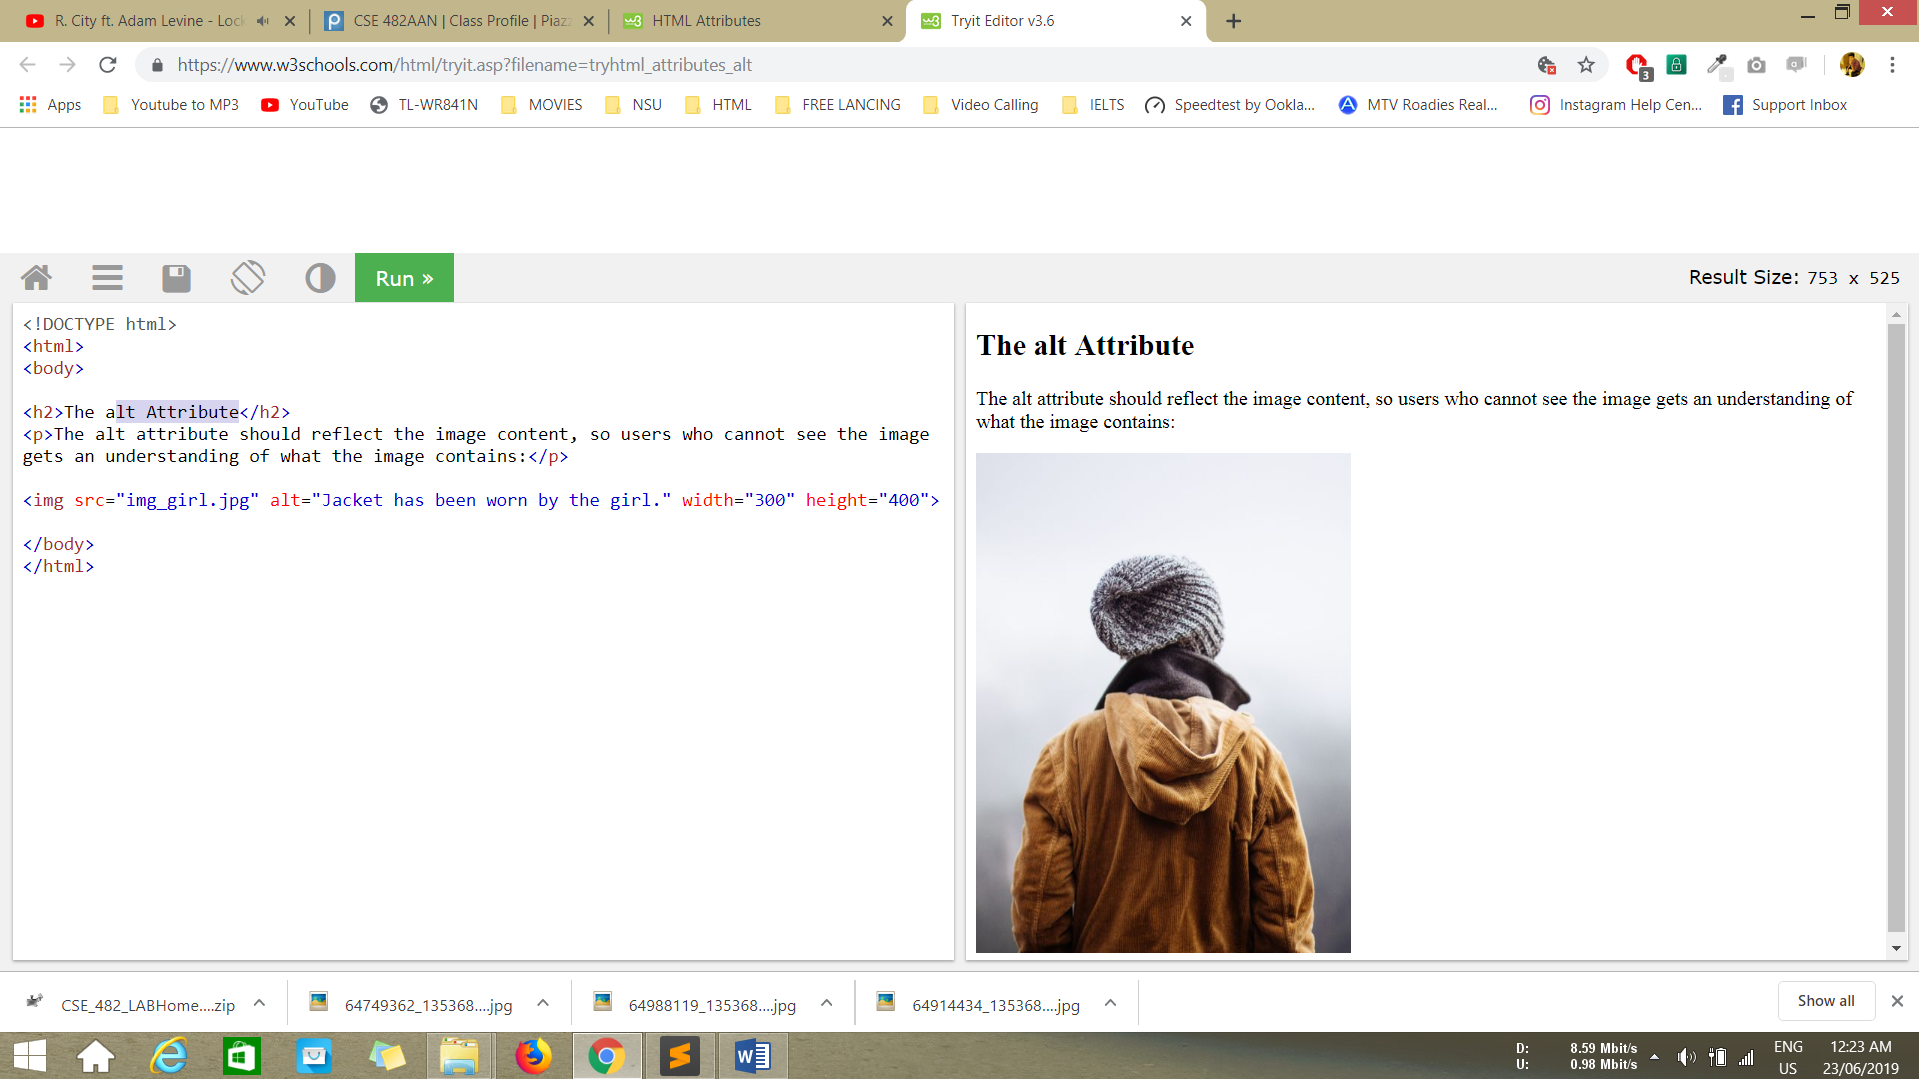 R. City ft. Adam Levine - Lock
CSE 482AAN | Class Profile | Piazz
HTML Attributes
Tryit Editor v3.6
https://www.w3schools.com/html/tryit.asp?filename=tryhtml_attributes_alt
3
Apps Youtube to MP3 YouTube TL-WR841N MOVIES NSU HTML FREE LANCING Video Calling IELTS Speedtest by Ookla... MTV Roadies Real... Instagram Help Cen... Support Inbox
Run »
Result Size: 753 x 525
<!DOCTYPE html>
<html>
<body>
<h2>The alt Attribute</h2>
<p>The alt attribute should reflect the image content, so users who cannot see the image
gets an understanding of what the image contains:</p>
<img src="img_girl.jpg" alt="Jacket has been worn by the girl." width="300" height="400">
</body>
</html>
The alt Attribute
The alt attribute should reflect the image content, so users who cannot see the image gets an understanding of
what the image contains:
CSE_482_LABHome....zip
64749362_135368....jpg
64988119_135368....jpg
64914434_135368....jpg
Show all
D: 8.59 Mbit/s
U: 0.98 Mbit/s
ENG
US
12:23 AM
23/06/2019